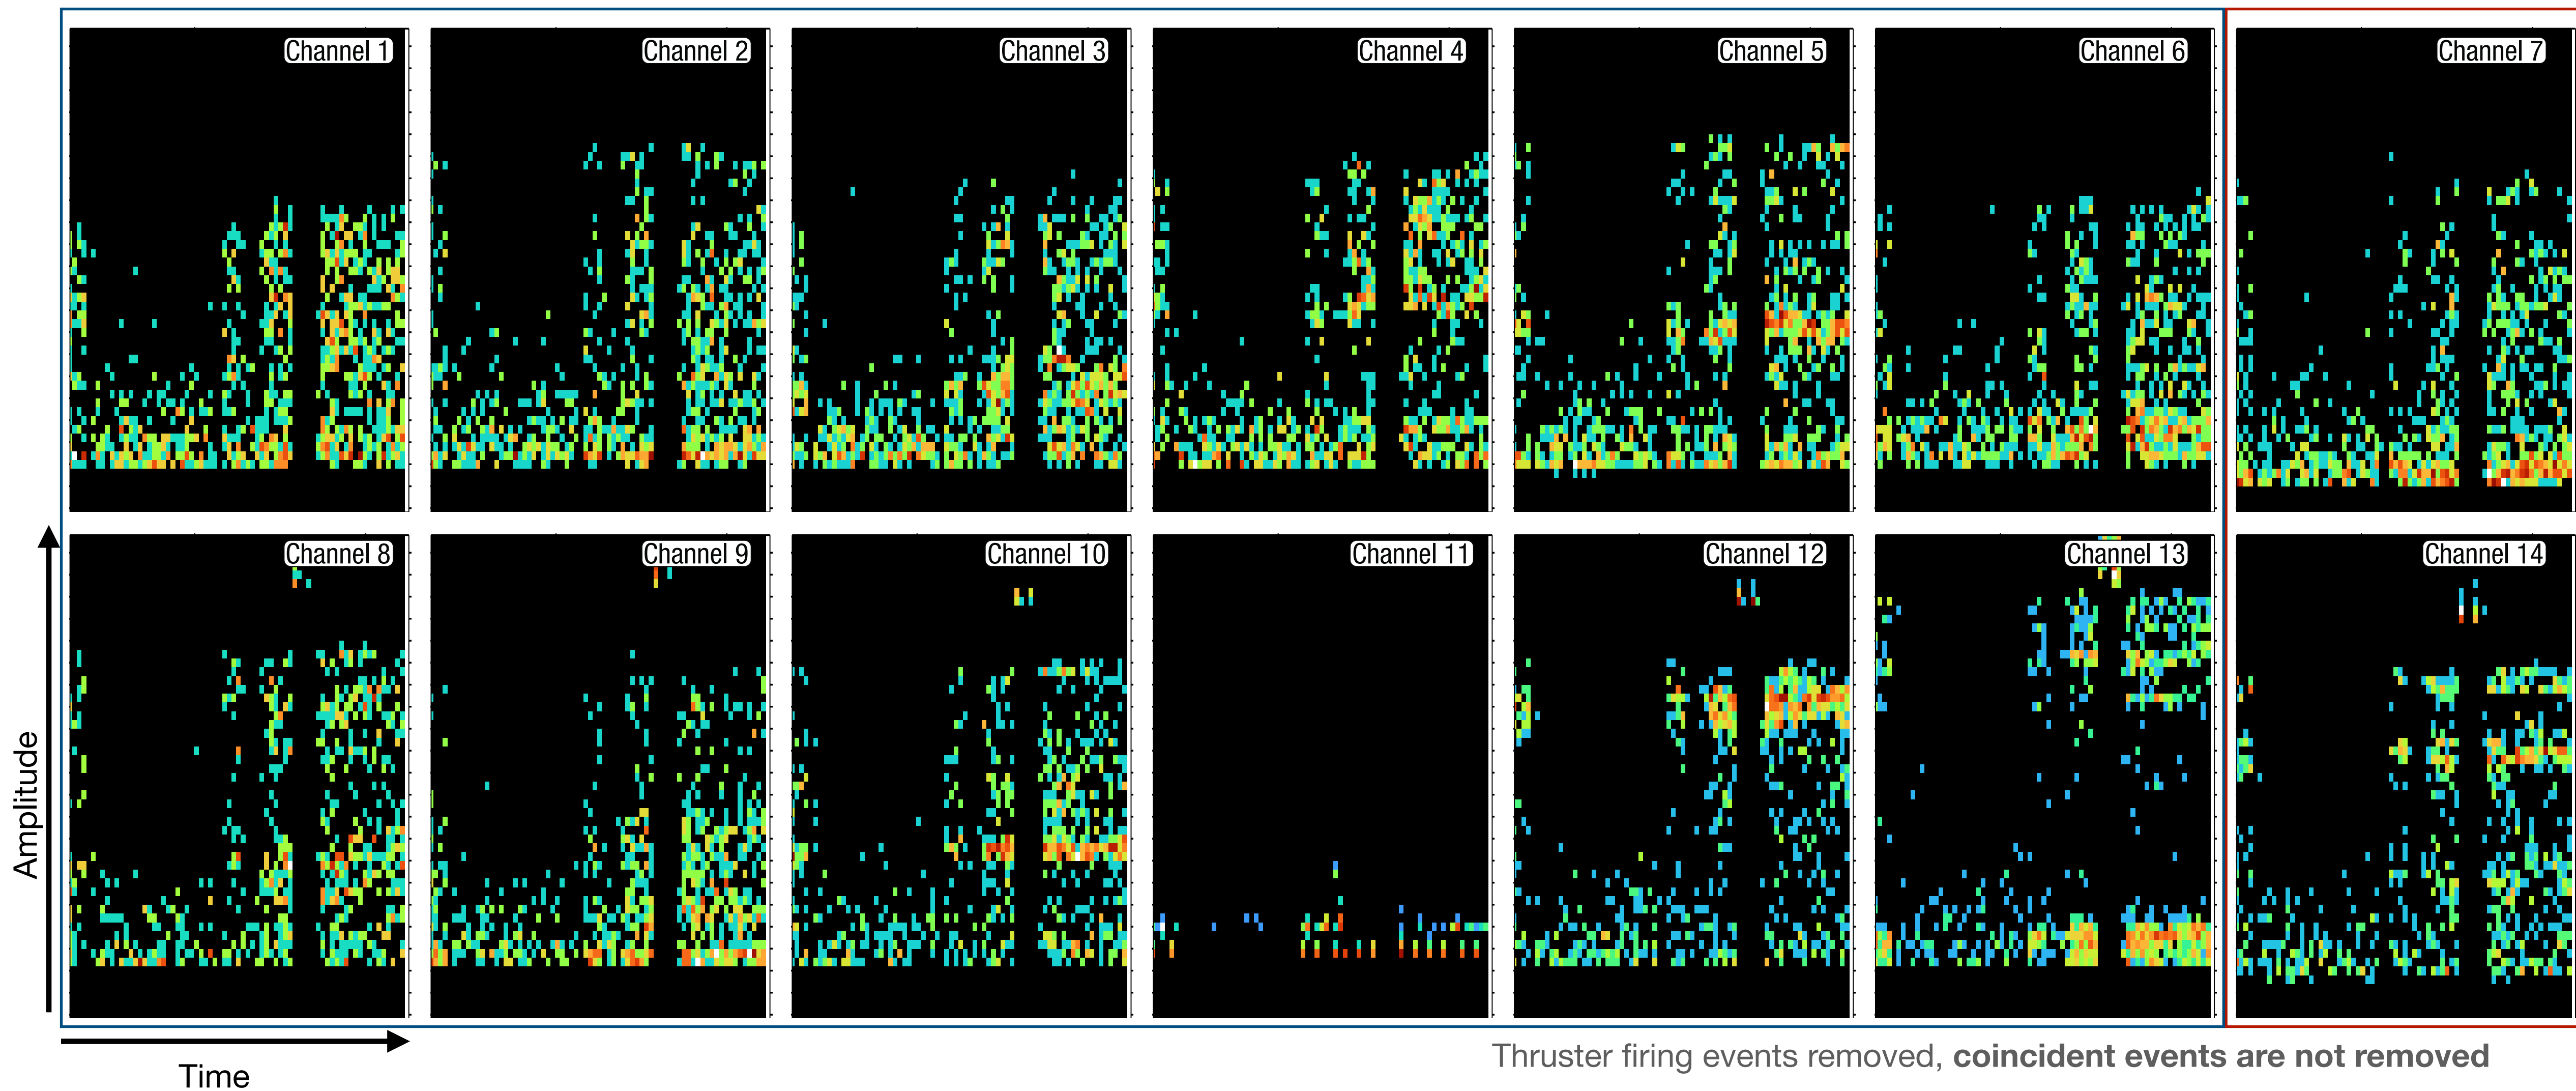 Channel 1
Channel 2
Channel 3
Channel 4
Channel 5
Channel 6
Channel 7
Channel 8
Channel 9
Channel 10
Channel 11
Channel 12
Channel 13
Channel 14
Amplitude
Time
Thruster firing events removed, coincident events are not removed